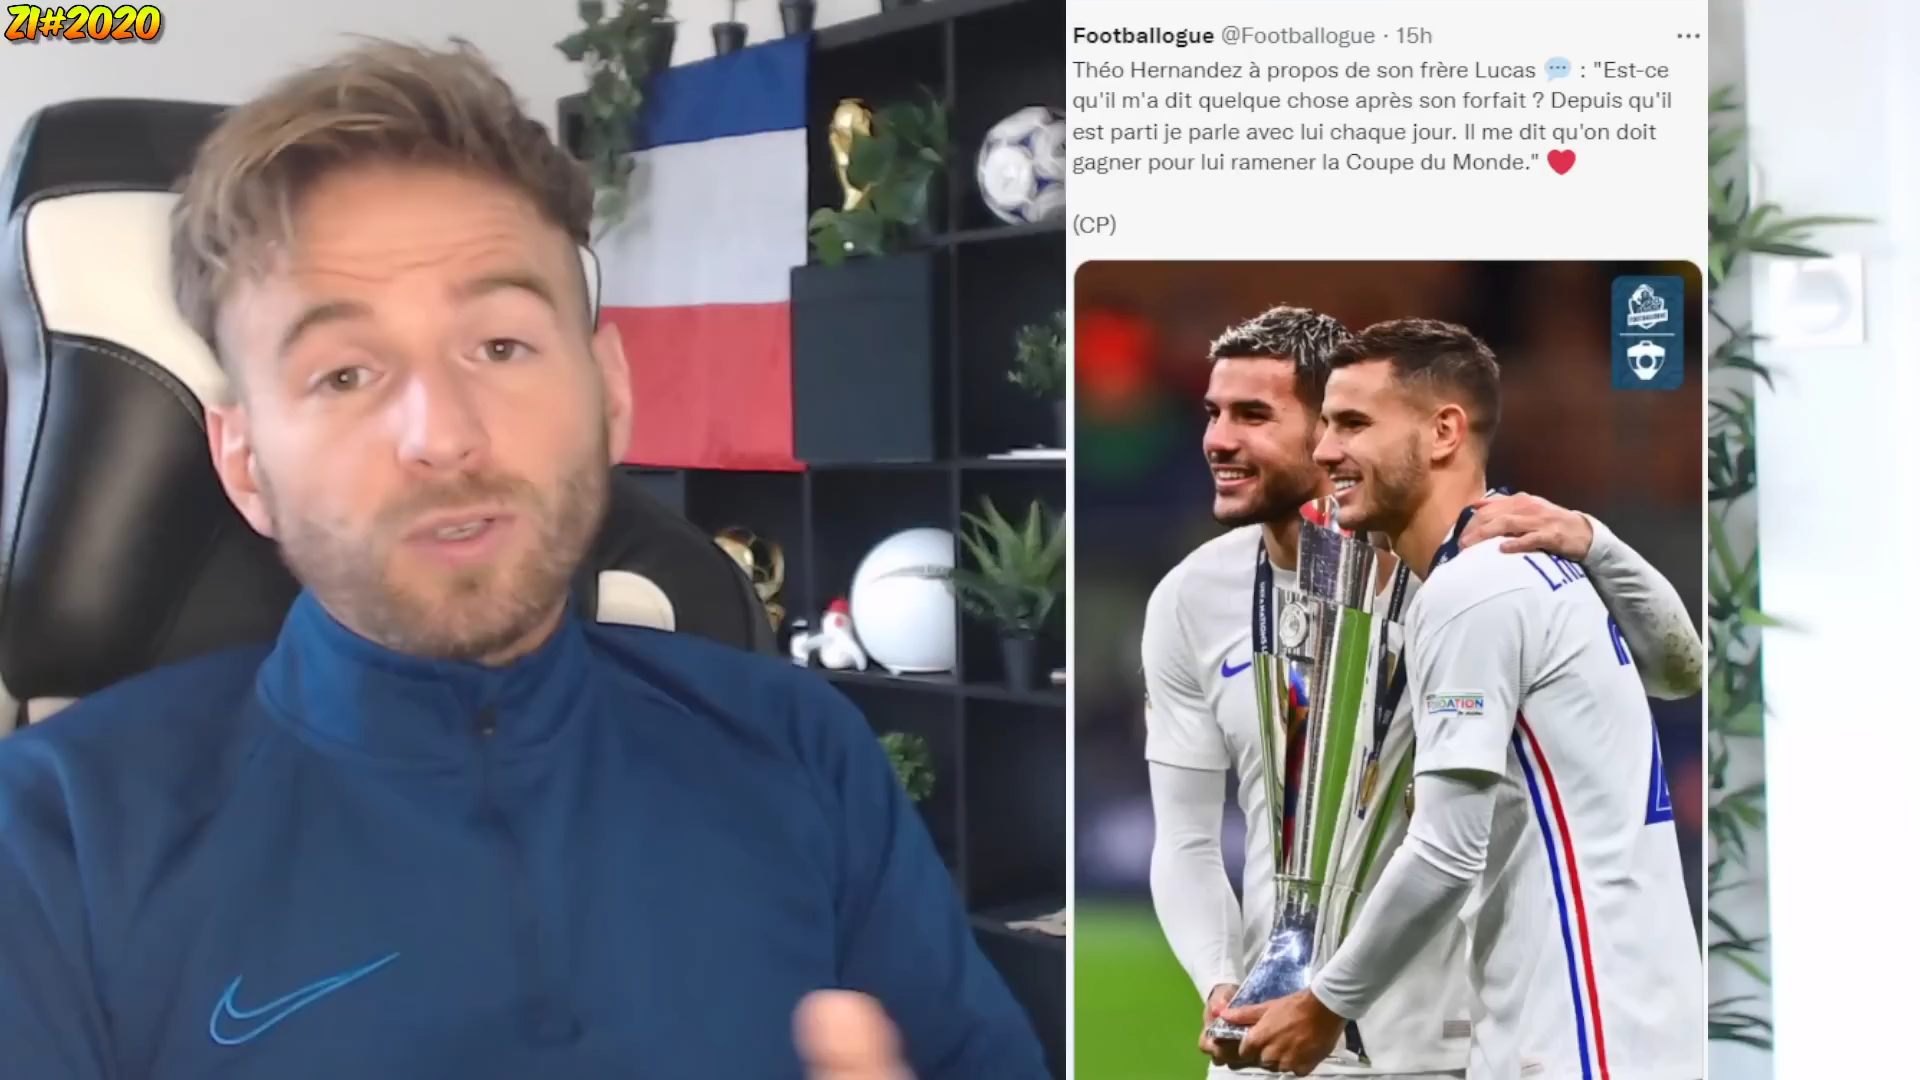 ZI#2020
Footballogue @Footballogue · 15h
Théo Hernandez à propos de son frère Lucas 💬 : "Est-ce
qu'il m'a dit quelque chose après son forfait ? Depuis qu'il
est parti je parle avec lui chaque jour. Il me dit qu'on doit
gagner pour lui ramener la Coupe du Monde." ❤️
(CP)
FOOTBALLOGUE